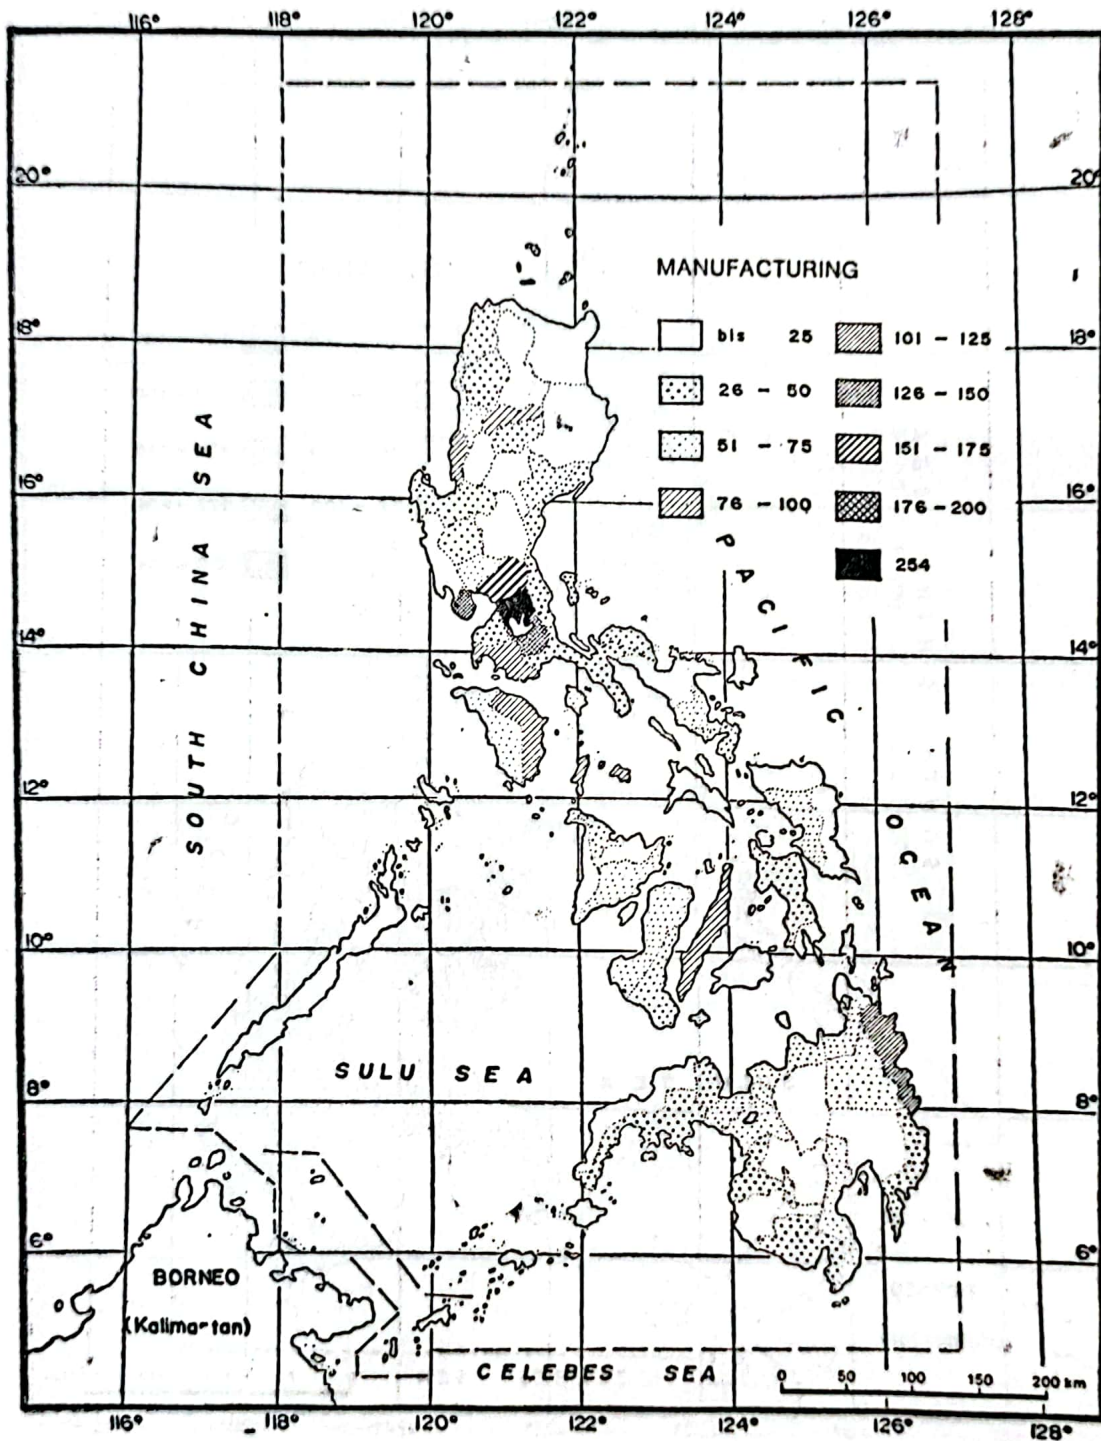 116° 118° 120° 122° 124° 126° 128°
20° 20°
MANUFACTURING
18° 18°
bis 25
26 - 50
51 - 75
76 - 100
101 - 125
126 - 150
151 - 175
176 - 200
254
16° 16°
SOUTH CHINA SEA
PACIFIC OCEAN
14° 14°
12° 12°
10° 10°
SULU SEA
8° 8°
6° 6°
BORNEO
(Kalimantan)
CELEBES SEA
0 50 100 150 200 km
116° 118° 120° 122° 124° 126° 128°